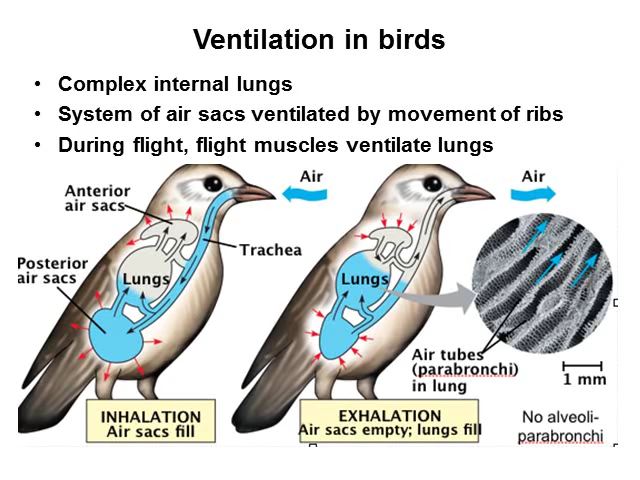 Ventilation in birds
• Complex internal lungs
• System of air sacs ventilated by movement of ribs
• During flight, flight muscles ventilate lungs
Air
Air
Anterior
air sacs
Trachea
Posterior
air sacs
Lungs
Lungs
Air tubes
(parabronchi)
in lung
1 mm
INHALATION
Air sacs fill
EXHALATION
Air sacs empty; lungs fill
No alveoli-
parabronchi